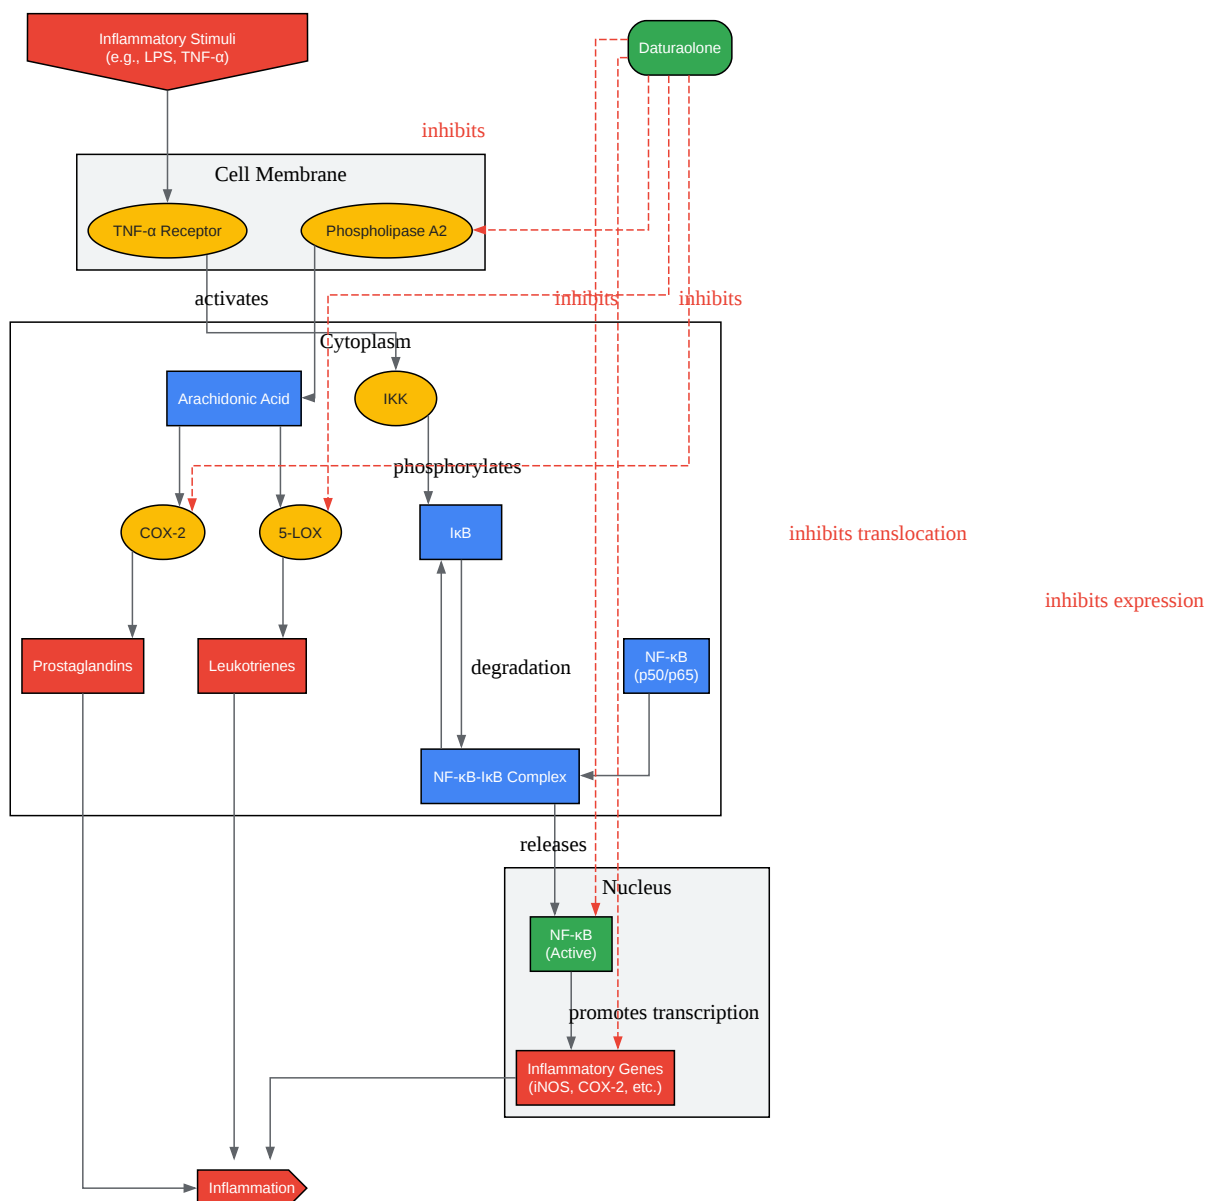 Inflammatory Stimuli
(e.g., LPS, TNF-α)
Daturaolone
inhibits
Cell Membrane
TNF-α Receptor
Phospholipase A2
activates
inhibits
inhibits
Cytoplasm
Arachidonic Acid
IKK
phosphorylates
COX-2
5-LOX
IκB
inhibits translocation
inhibits expression
Prostaglandins
Leukotrienes
degradation
NF-κB
(p50/p65)
NF-κB-IκB Complex
releases
Nucleus
NF-κB
(Active)
promotes transcription
Inflammatory Genes
(iNOS, COX-2, etc.)
Inflammation